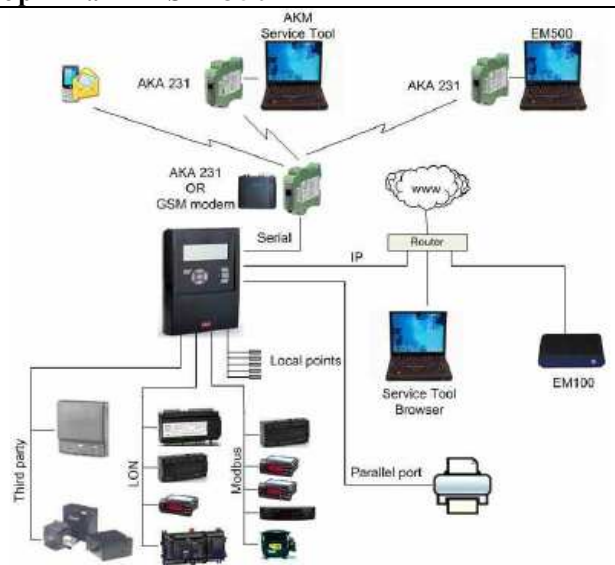 AKM
Service Tool
EM500
AKA 231
AKA 231
AKA 231
OR
GSM modem
www
Serial
Router
IP
Local points
Service Tool
Browser
EM100
Third party
LON
Modbus
Parallel port